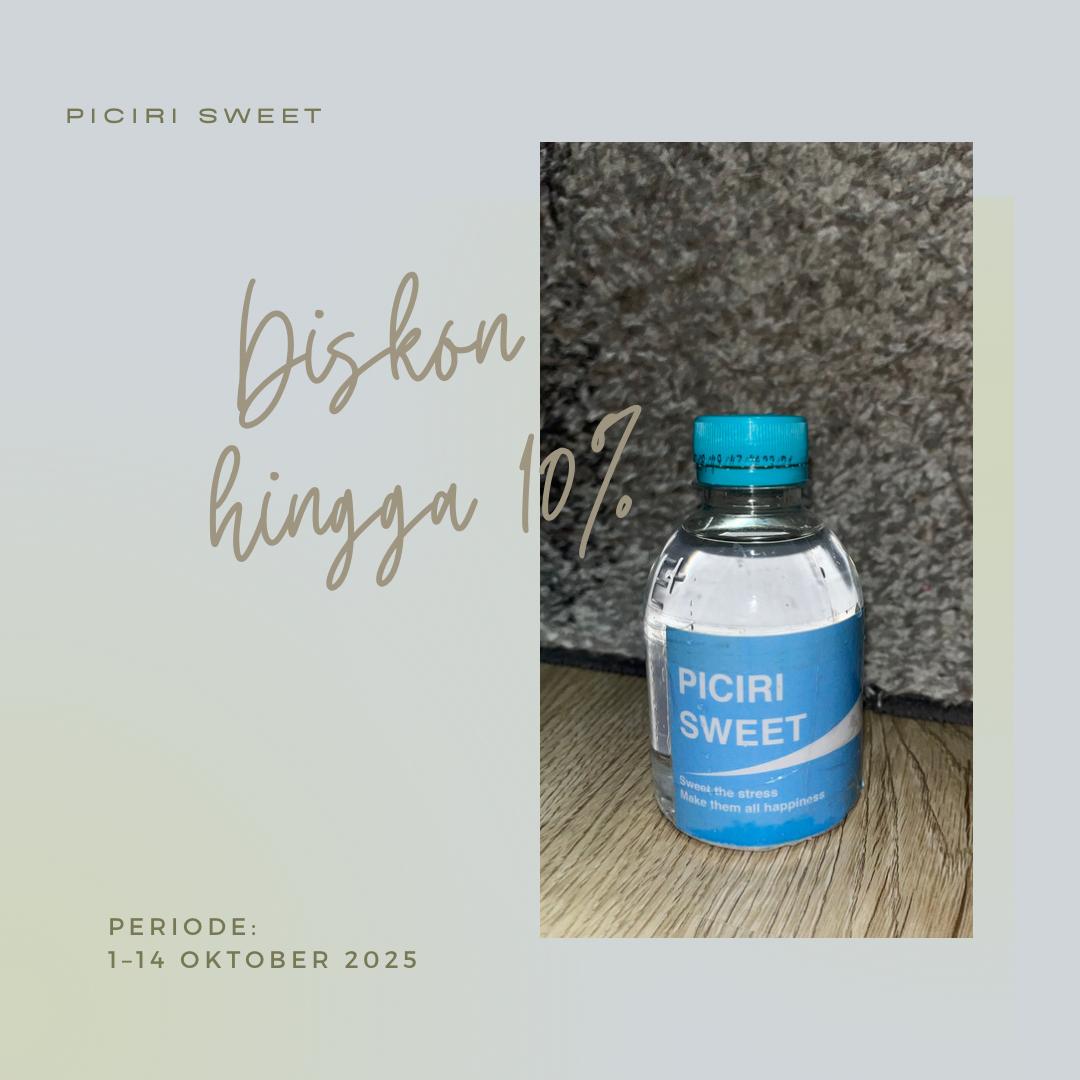 PICIRI SWEET
Diskon
hingga 10%
PICIRI
SWEET
Sweet the stress
Make them all happiness
PERIODE:
1–14 OKTOBER 2025